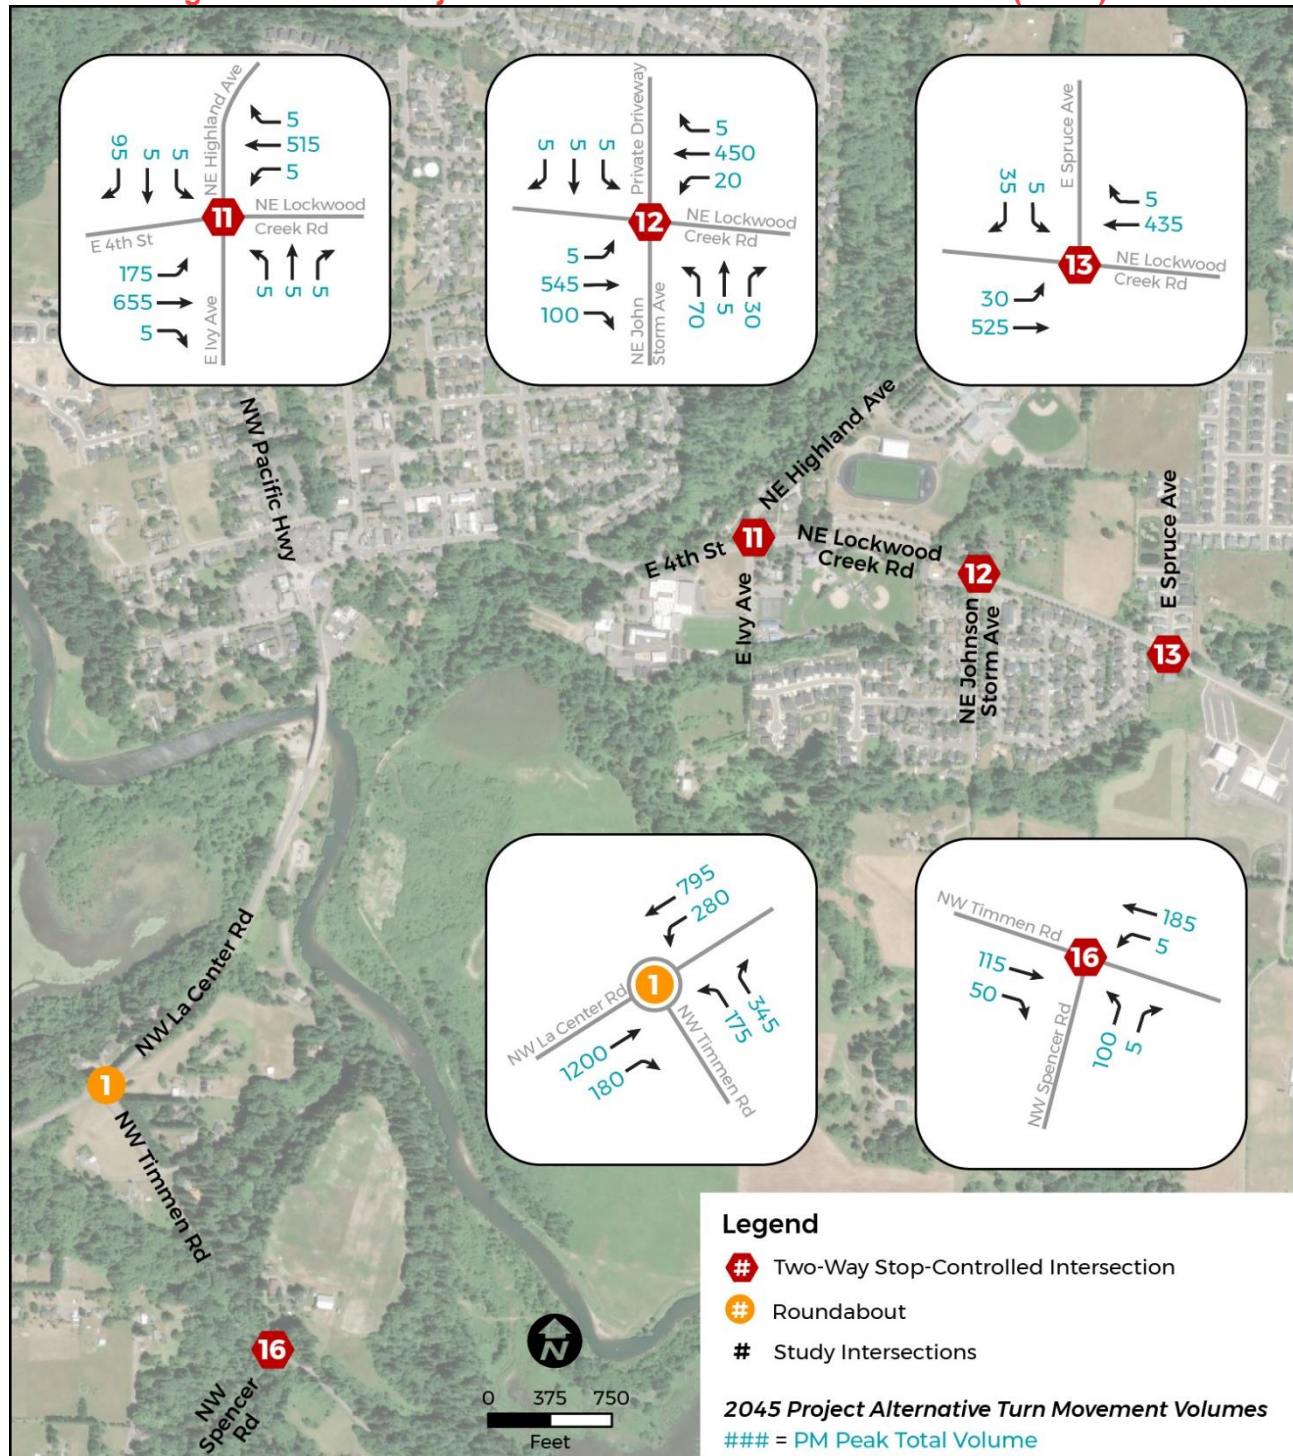 NE Highland Ave
95
5
5
5
515
5
E 4th St
11
NE Lockwood
Creek Rd
175
655
5
E Ivy Ave
5
5
5
Private Driveway
5
5
5
5
450
20
12
NE Lockwood
Creek Rd
5
545
100
NE John
Storm Ave
70
5
30
E Spruce Ave
35
5
5
435
13
NE Lockwood
Creek Rd
30
525
NW Pacific Hwy
NE Highland Ave
11
E 4th St
NE Lockwood
Creek Rd
E Ivy Ave
12
NE Johnson
Storm Ave
E Spruce Ave
13
795
280
1
NW La Center Rd
NW Timmen Rd
1200
180
175
345
NW Timmen Rd
185
5
16
115
50
NW Spencer Rd
100
5
NW La Center Rd
1
NW Timmen Rd
16
NW
Spencer
Rd
N
0 375 750
Feet
Legend
# Two-Way Stop-Controlled Intersection
# Roundabout
# Study Intersections
2045 Project Alternative Turn Movement Volumes
### = PM Peak Total Volume